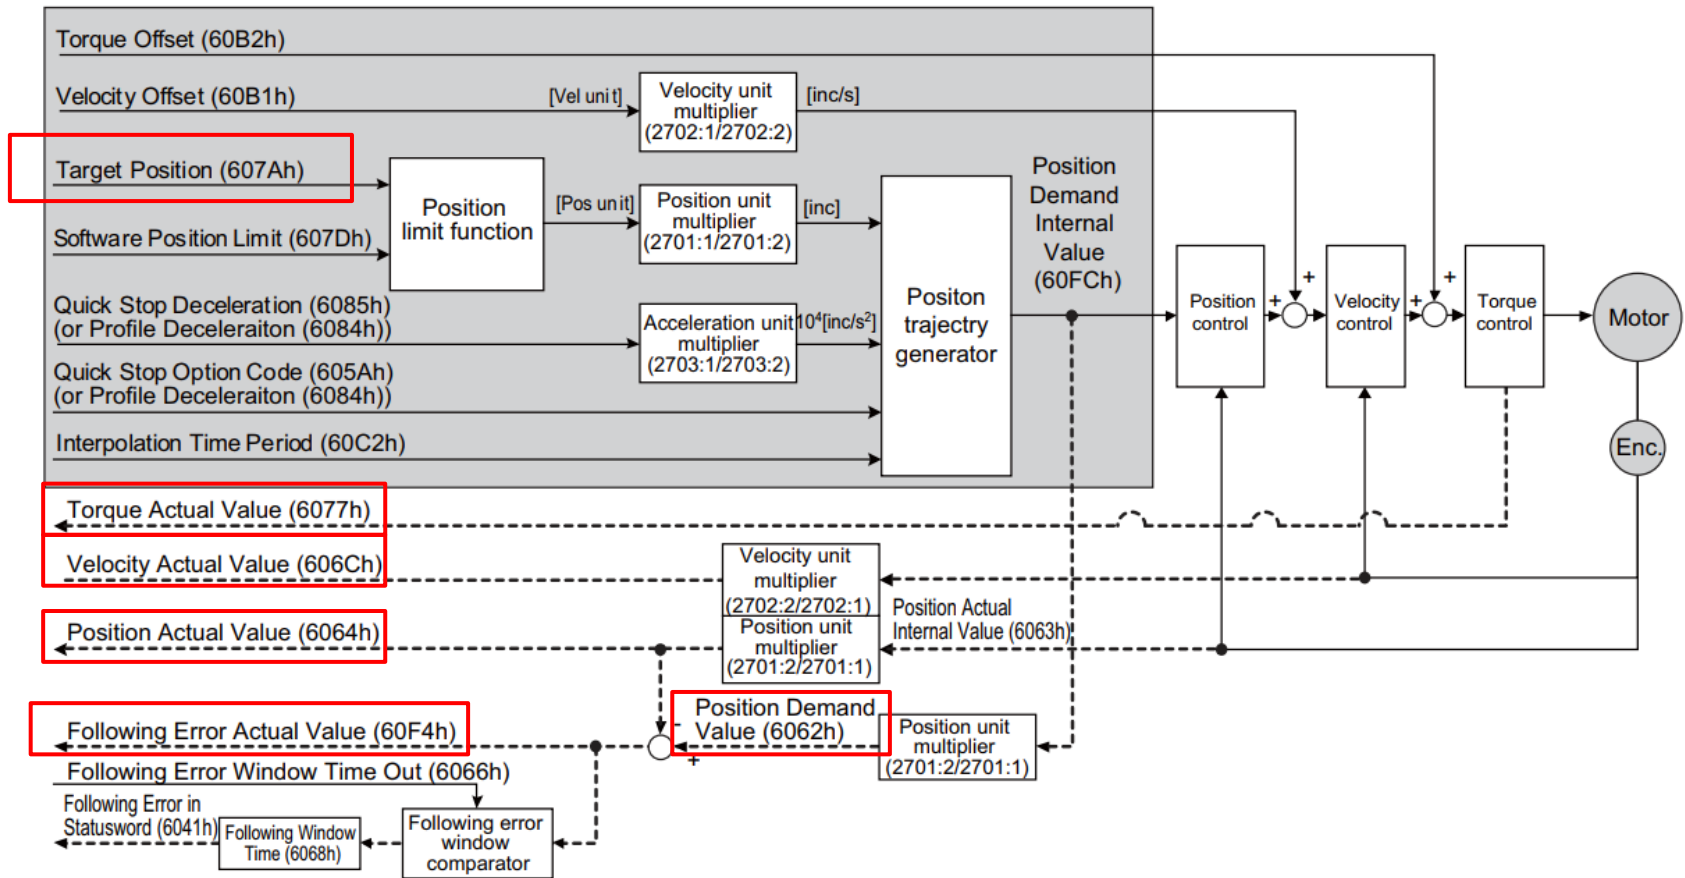 Torque Offset (60B2h)
Velocity Offset (60B1h)
[Vel unit]
Velocity unit
multiplier
(2702:1/2702:2)
[inc/s]
Target Position (607Ah)
Software Position Limit (607Dh)
Position
limit function
[Pos unit]
Position unit
multiplier
(2701:1/2701:2)
[inc]
Quick Stop Deceleration (6085h)
(or Profile Deceleraiton (6084h))
Acceleration unit
multiplier
(2703:1/2703:2)
10⁴[inc/s²]
Quick Stop Option Code (605Ah)
(or Profile Deceleraiton (6084h))
Interpolation Time Period (60C2h)
Positon
trajectry
generator
Position
Demand
Internal
Value
(60FCh)
Position
control
+
+
Velocity
control
+
+
Torque
control
Motor
Enc.
Torque Actual Value (6077h)
Velocity Actual Value (606Ch)
Velocity unit
multiplier
(2702:2/2702:1)
Position Actual Value (6064h)
Position unit
multiplier
(2701:2/2701:1)
Position Actual
Internal Value (6063h)
Following Error Actual Value (60F4h)
-
+
Position Demand
Value (6062h)
Position unit
multiplier
(2701:2/2701:1)
Following Error Window Time Out (6066h)
Following Error in
Statusword (6041h)
Following Window
Time (6068h)
Following error
window
comparator